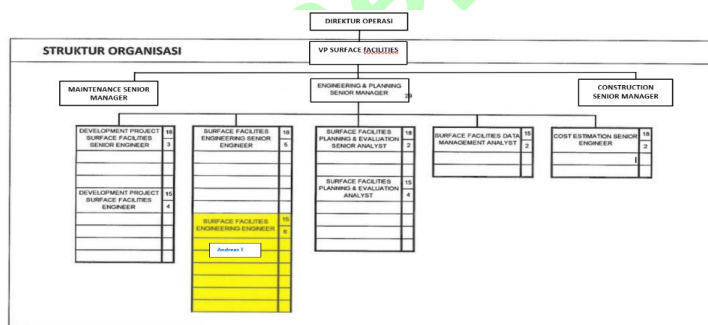 DIREKTUR OPERASI
STRUKTUR ORGANISASI
VP SURFACE FACILITIES
MAINTENANCE SENIOR
MANAGER
ENGINEERING & PLANNING
SENIOR MANAGER
29
CONSTRUCTION
SENIOR MANAGER
DEVELOPMENT PROJECT
SURFACE FACILITIES
SENIOR ENGINEER
18
3
SURFACE FACILITIES
ENGINEERING SENIOR
ENGINEER
18
5
SURFACE FACILITIES
PLANNING & EVALUATION
SENIOR ANALYST
18
2
SURFACE FACILITIES DATA
MANAGEMENT ANALYST
15
2
COST ESTIMATION SENIOR
ENGINEER
18
2
DEVELOPMENT PROJECT
SURFACE FACILITIES
ENGINEER
15
4
SURFACE FACILITIES
PLANNING & EVALUATION
ANALYST
15
4
SURFACE FACILITIES
ENGINEERING ENGINEER
15
6
Andreas T